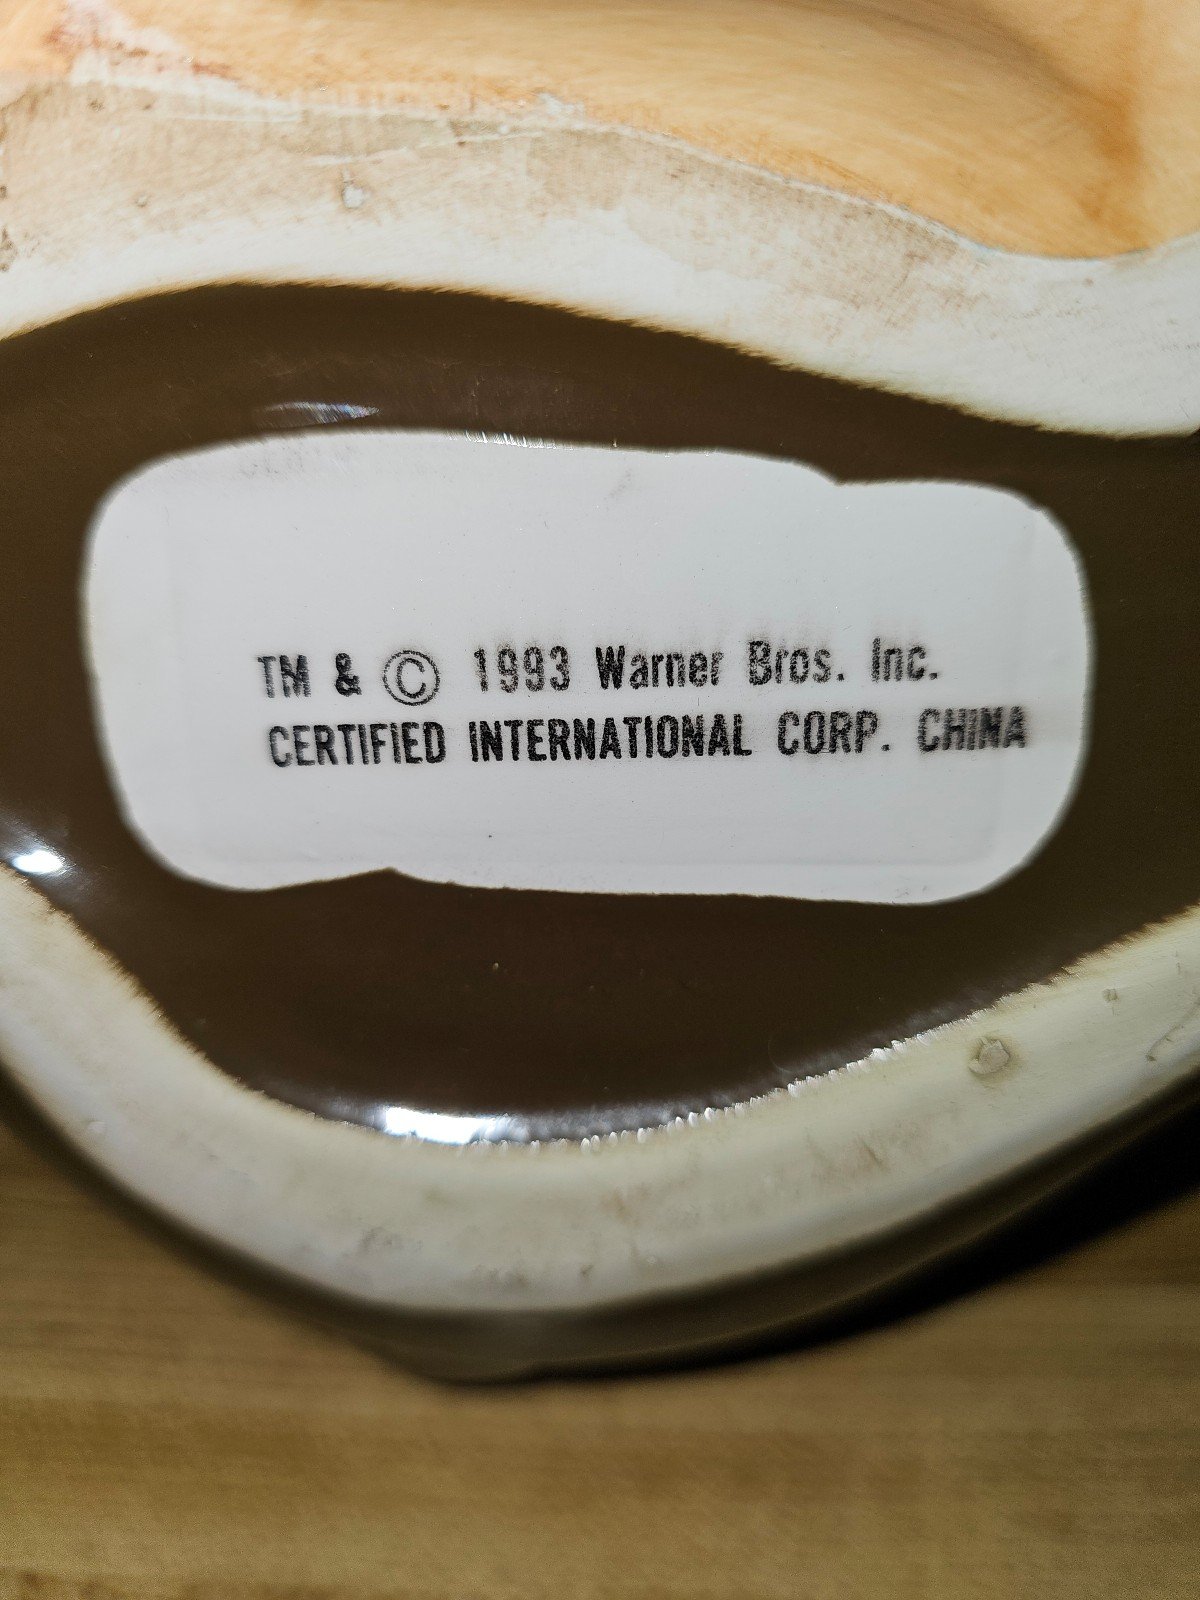 TM & © 1993 Warner Bros. Inc.
CERTIFIED INTERNATIONAL CORP. CHINA